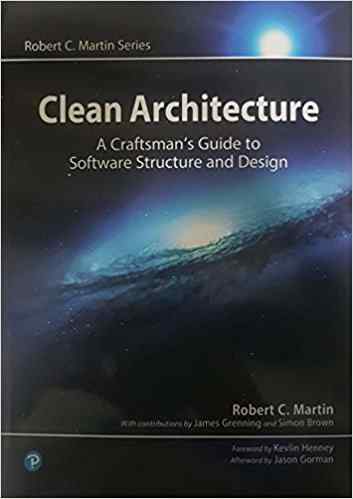 Robert C. Martin Series
Clean Architecture
A Craftsman's Guide to
Software Structure and Design
Robert C. Martin
With contributions by James Grenning and Simon Brown
Foreword by Kevlin Henney
Afterword by Jason Gorman
P